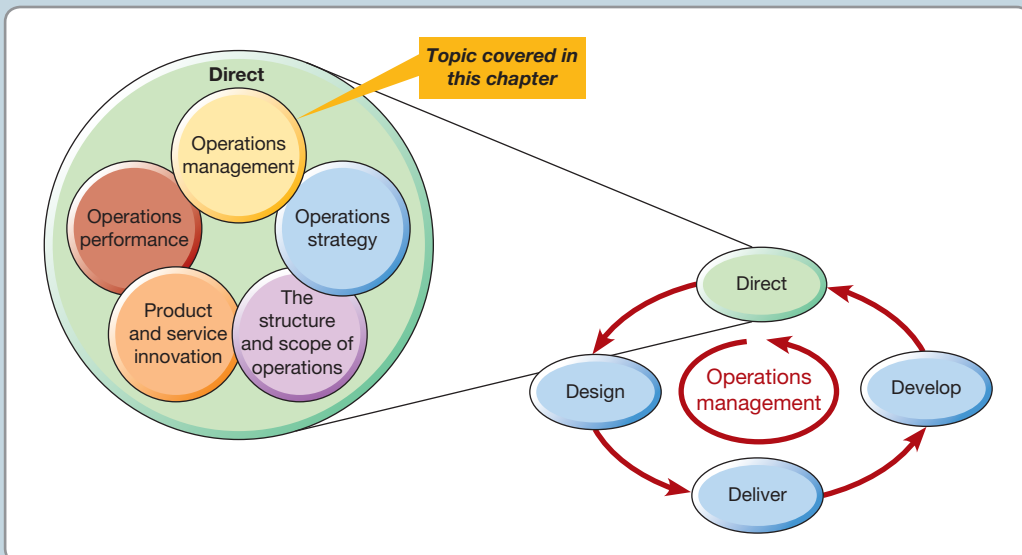 Direct
Topic covered in
this chapter
Operations
management
Operations
performance
Operations
strategy
Product
and service
innovation
The
structure
and scope of
operations
Direct
Design
Operations
management
Develop
Deliver